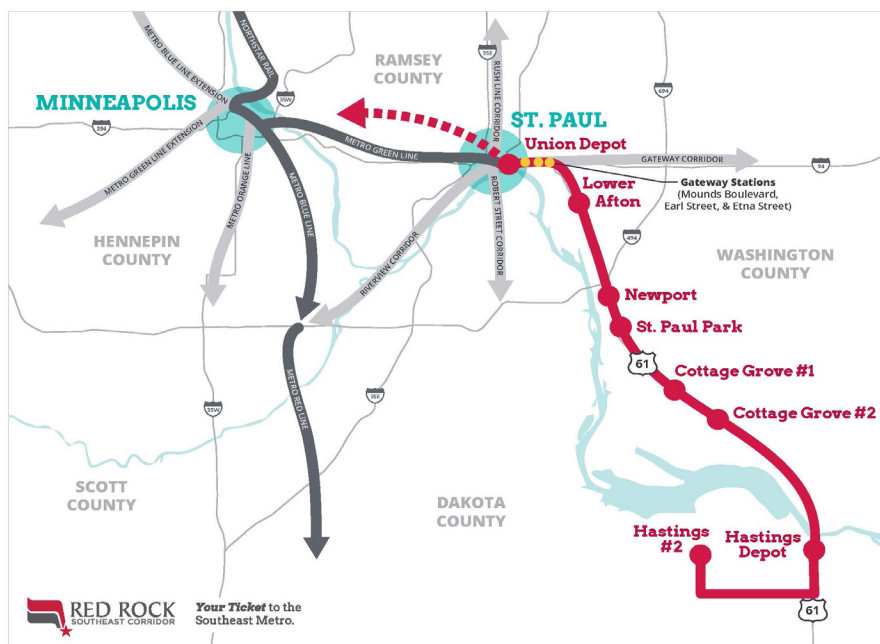 METRO BLUE LINE EXTENSION
NORTHSTAR RAIL
35W
RAMSEY
COUNTY
35E
RUSH LINE CORRIDOR
694
MINNEAPOLIS
ST. PAUL
394
METRO GREEN LINE EXTENSION
METRO ORANGE LINE
METRO GREEN LINE
Union Depot
GATEWAY CORRIDOR
94
Gateway Stations
(Mounds Boulevard,
Earl Street, & Etna Street)
Lower
Afton
METRO BLUE LINE
ROBERT STREET CORRIDOR
RIVERVIEW CORRIDOR
494
HENNEPIN
COUNTY
WASHINGTON
COUNTY
Newport
St. Paul Park
61
Cottage Grove #1
Cottage Grove #2
METRO RED LINE
35W
35E
SCOTT
COUNTY
DAKOTA
COUNTY
Hastings
#2
Hastings
Depot
61
RED ROCK
SOUTHEAST CORRIDOR
Your Ticket to the
Southeast Metro.